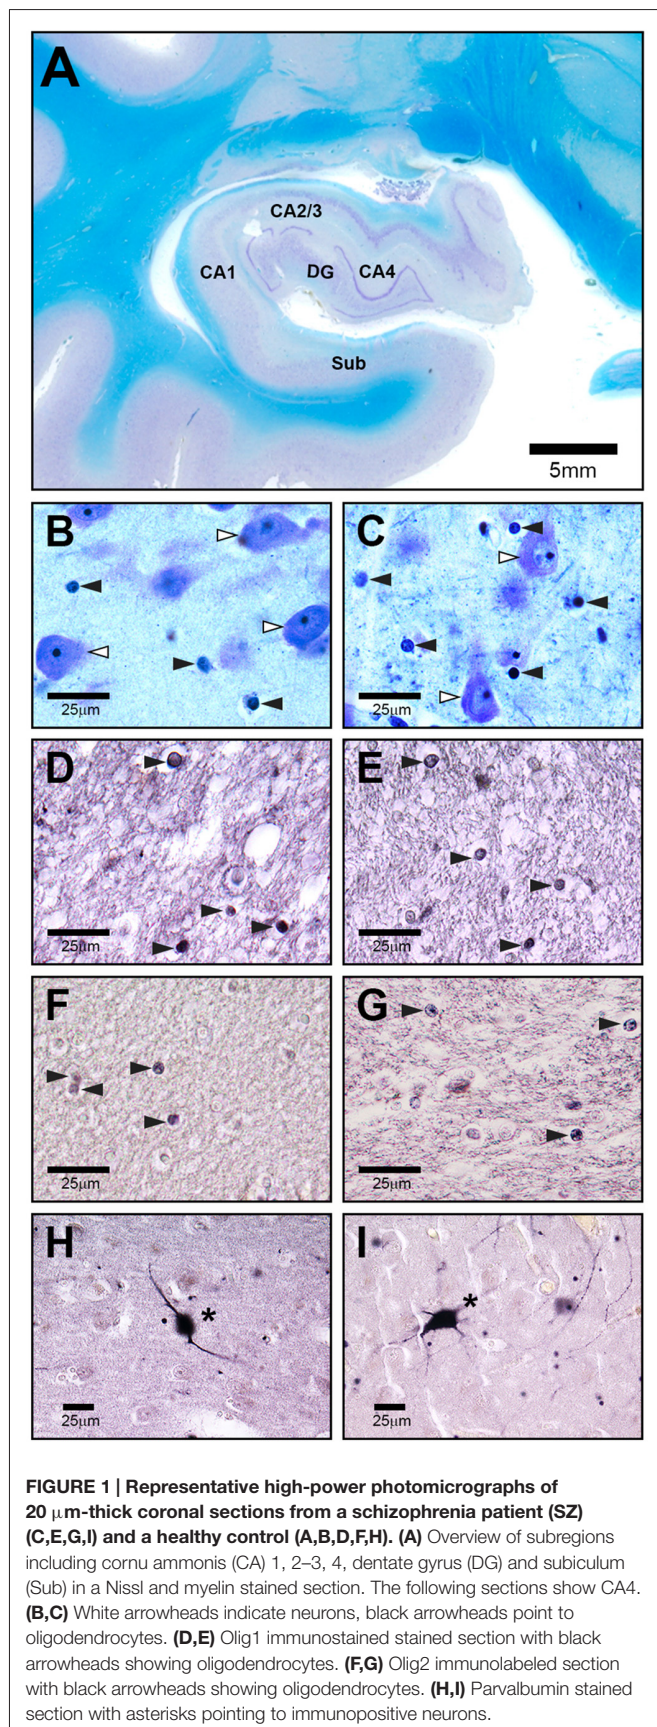 A
CA2/3
CA1
DG
CA4
Sub
5mm
B
25μm
C
25μm
D
25μm
E
25μm
F
25μm
G
25μm
H
*
25μm
I
*
25μm
FIGURE 1 | Representative high-power photomicrographs of
20 μm-thick coronal sections from a schizophrenia patient (SZ)
(C,E,G,I) and a healthy control (A,B,D,F,H). (A) Overview of subregions
including cornu ammonis (CA) 1, 2–3, 4, dentate gyrus (DG) and subiculum
(Sub) in a Nissl and myelin stained section. The following sections show CA4.
(B,C) White arrowheads indicate neurons, black arrowheads point to
oligodendrocytes. (D,E) Olig1 immunostained stained section with black
arrowheads showing oligodendrocytes. (F,G) Olig2 immunolabeled section
with black arrowheads showing oligodendrocytes. (H,I) Parvalbumin stained
section with asterisks pointing to immunopositive neurons.